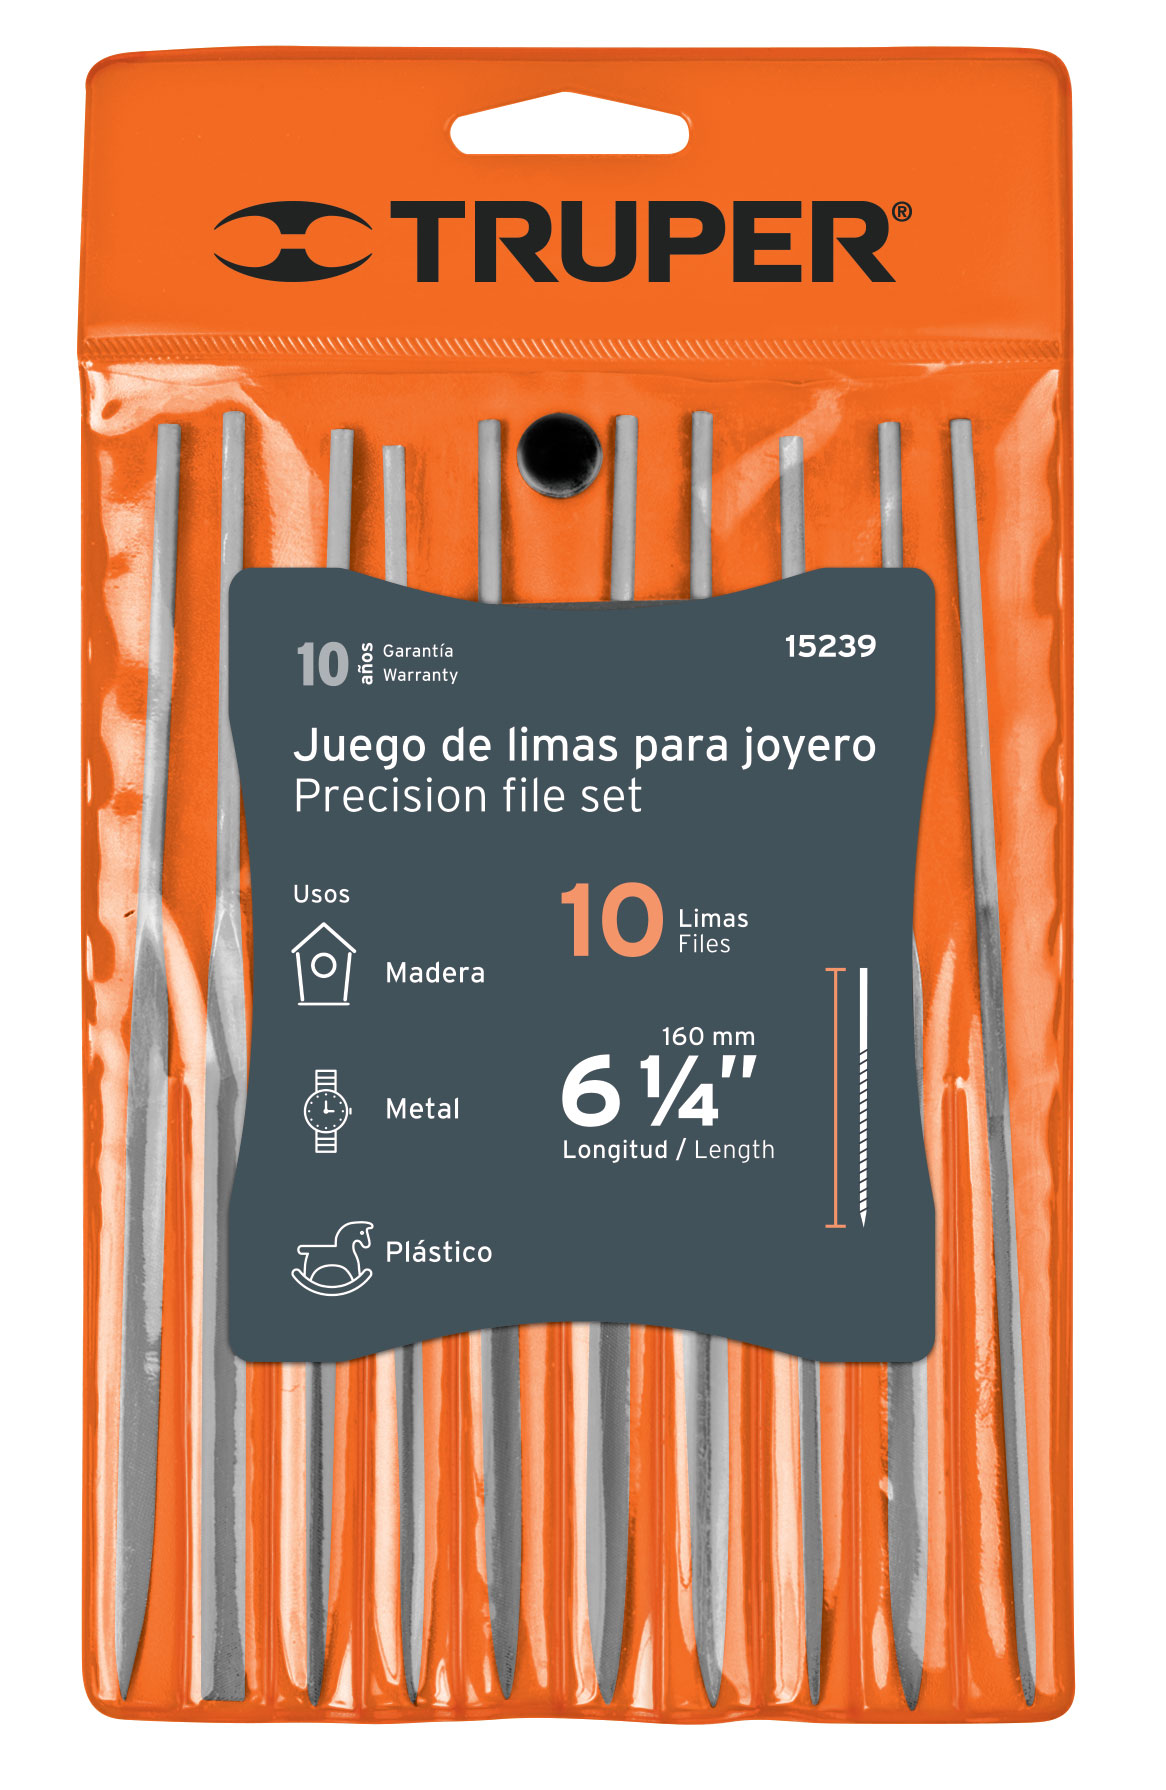 TRUPER®
10 años Garantía
Warranty
15239
Juego de limas para joyero
Precision file set
Usos
Madera
Metal
Plástico
10 Limas
Files
160 mm
6 ¼"
Longitud / Length